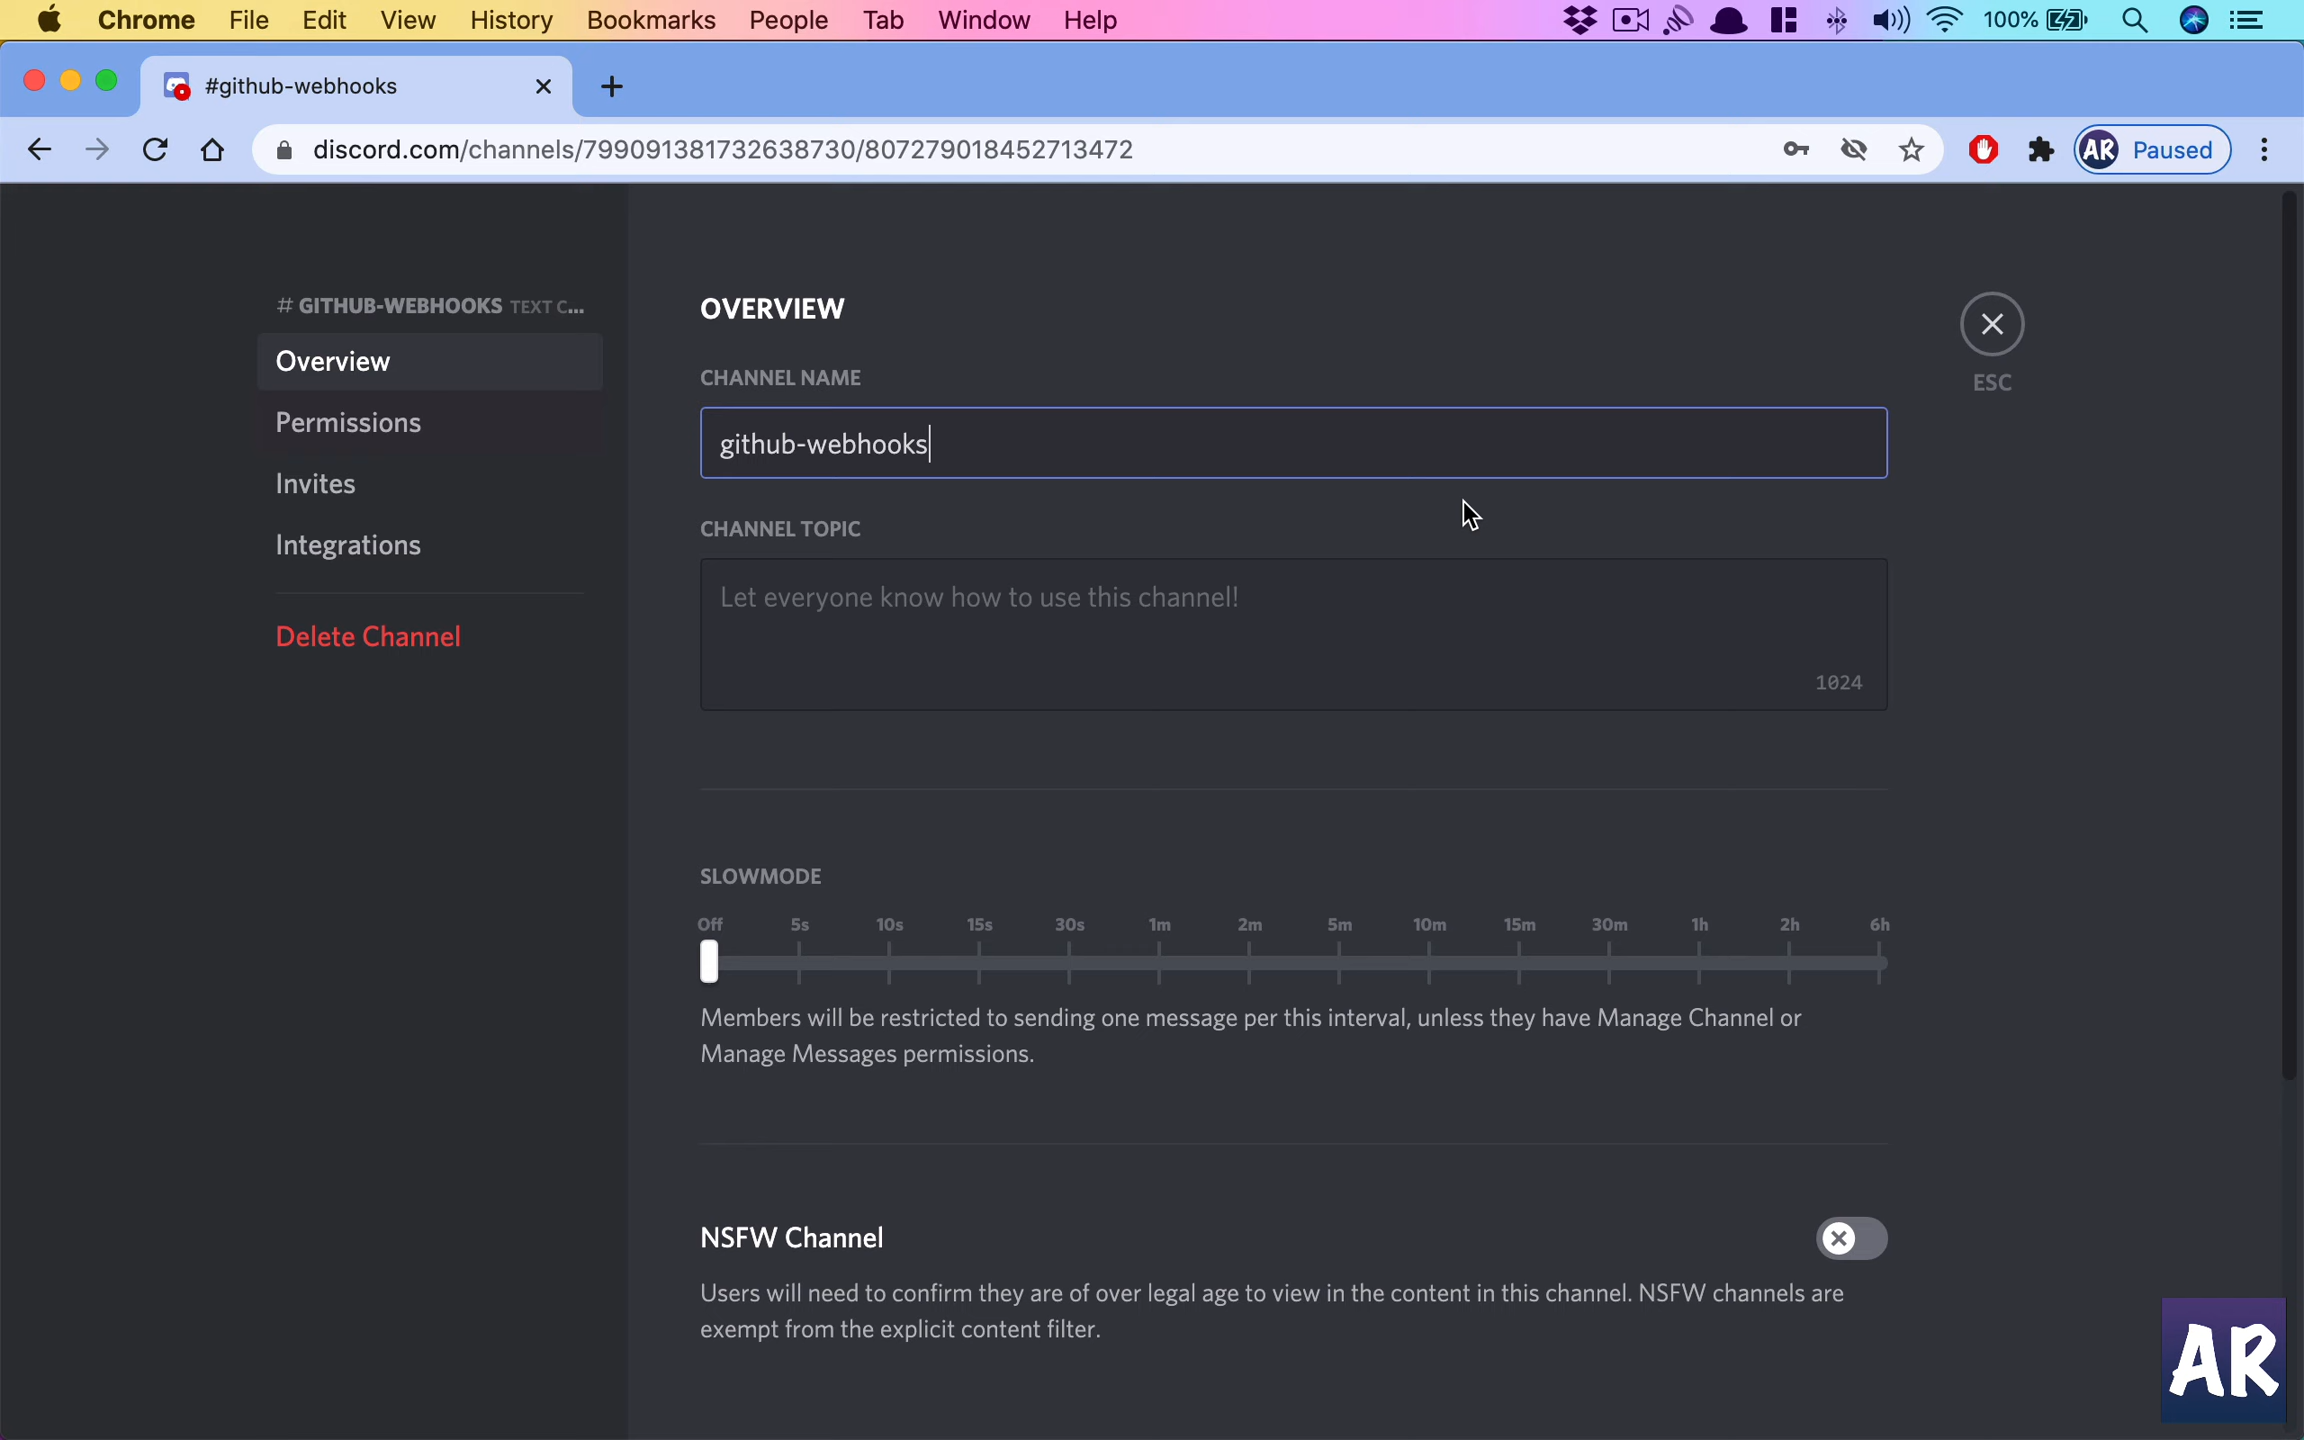 Chrome File Edit View History Bookmarks People Tab Window Help 100%
#github-webhooks
discord.com/channels/799091381732638730/807279018452713472 AR Paused
# GITHUB-WEBHOOKS TEXT C...
Overview
Permissions
Invites
Integrations
Delete Channel
OVERVIEW
ESC
CHANNEL NAME
github-webhooks
CHANNEL TOPIC
Let everyone know how to use this channel!
1024
SLOWMODE
Off 5s 10s 15s 30s 1m 2m 5m 10m 15m 30m 1h 2h 6h
Members will be restricted to sending one message per this interval, unless they have Manage Channel or
Manage Messages permissions.
NSFW Channel
Users will need to confirm they are of over legal age to view in the content in this channel. NSFW channels are
exempt from the explicit content filter.
AR